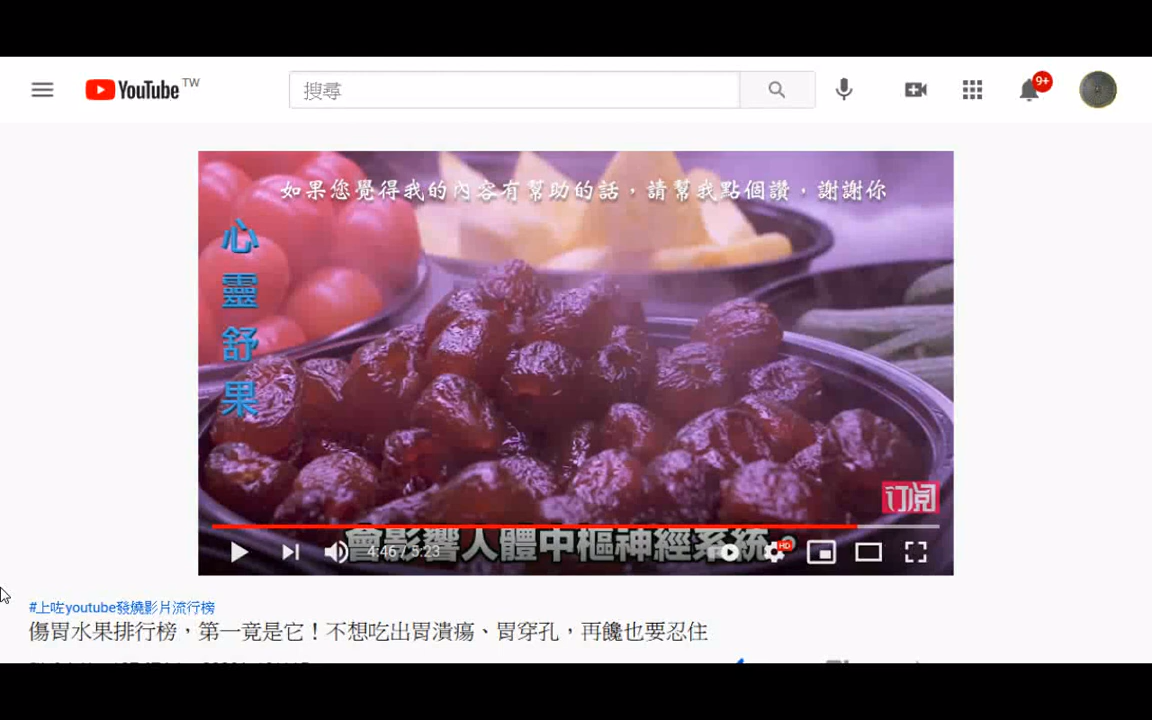 YouTube TW
搜尋
9+
如果您覺得我的內容有幫助的話，請幫我點個讚，謝謝你
心靈舒果
订阅
會影響人體中樞神經系統。
4:46 / 5:23
HD
#上咗youtube發燒影片流行榜
傷胃水果排行榜，第一竟是它！不想吃出胃潰瘍、胃穿孔，再饞也要忍住